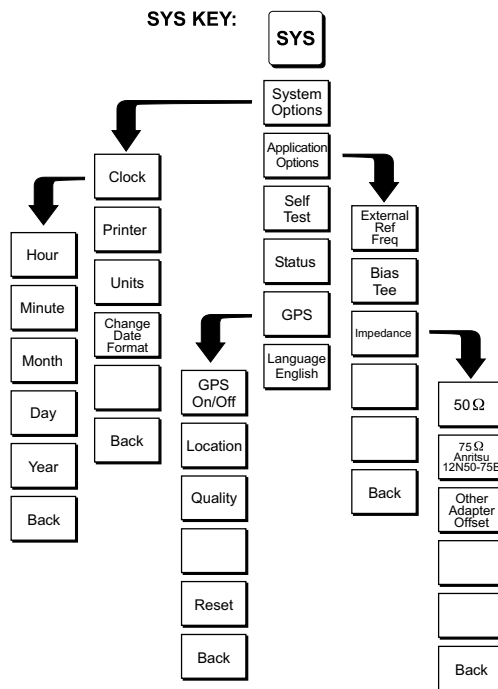 SYS KEY:
SYS
System
Options
Application
Options
Self
Test
Status
GPS
Language
English
Clock
Printer
Units
Change
Date
Format
Back
Hour
Minute
Month
Day
Year
Back
GPS
On/Off
Location
Quality
Reset
Back
External
Ref
Freq
Bias
Tee
Impedance
Back
50 Ω
75 Ω
Anritsu
12N50-75B
Other
Adapter
Offset
Back